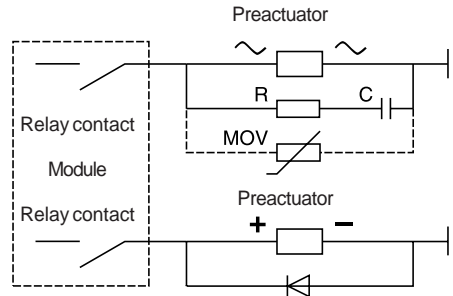 Preactuator
R
C
Relay contact
MOV
Module
Preactuator
Relay contact
+
−